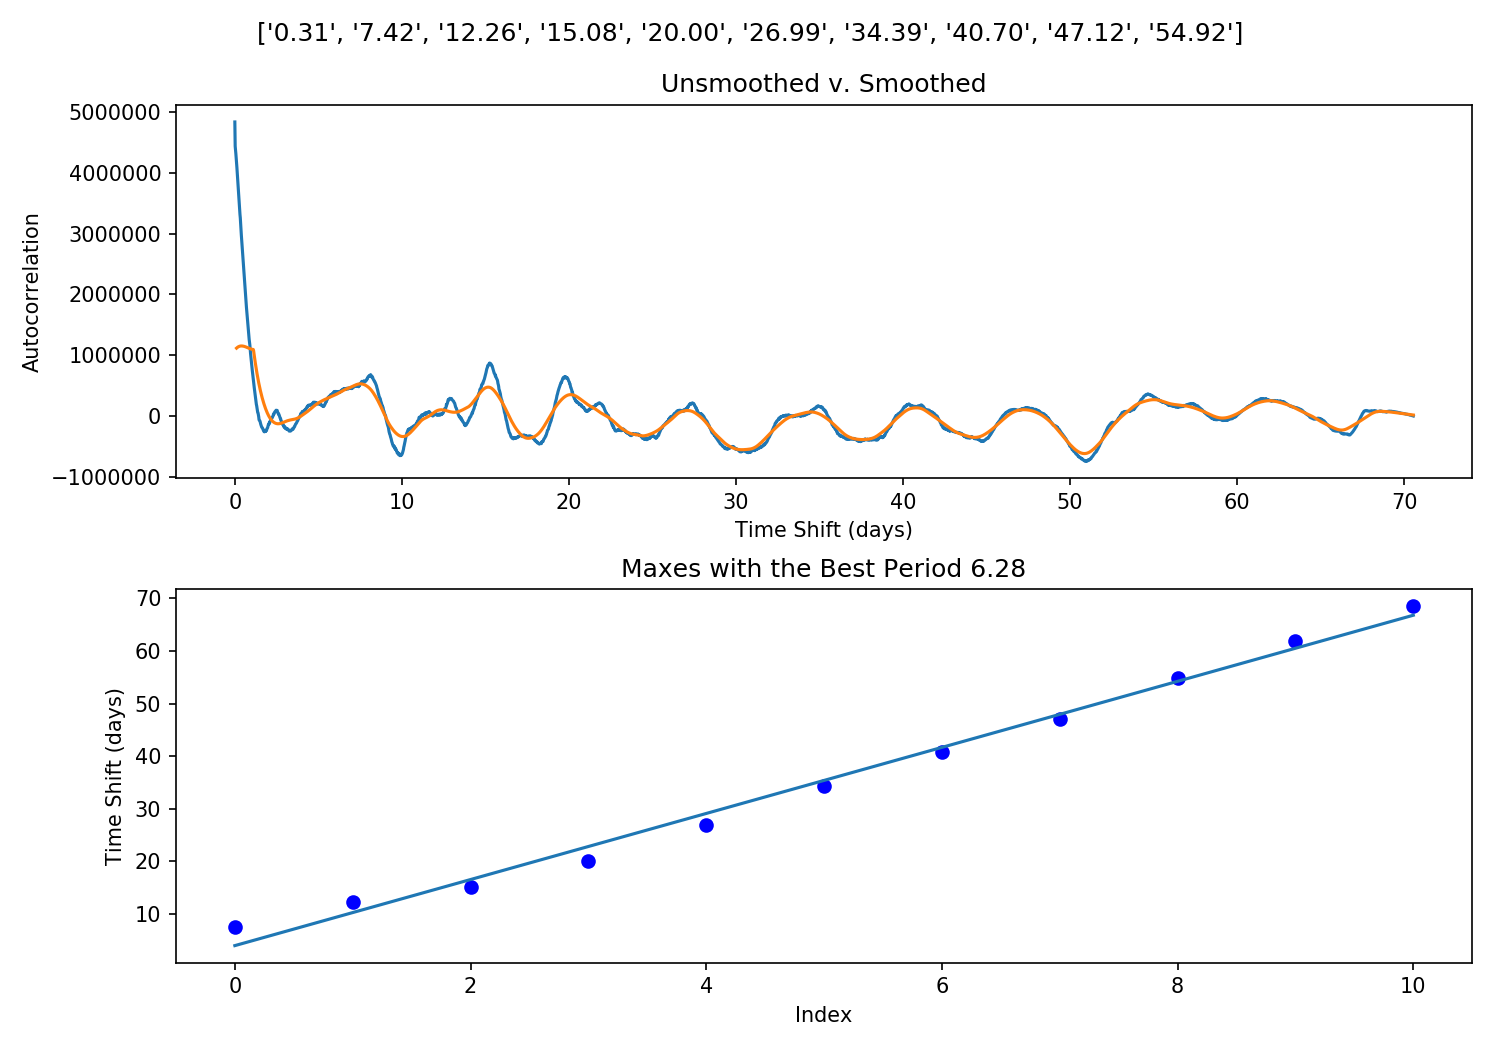 ['0.31', '7.42', '12.26', '15.08', '20.00', '26.99', '34.39', '40.70', '47.12', '54.92']
Unsmoothed v. Smoothed
Autocorrelation
5000000
4000000
3000000
2000000
1000000
0
−1000000
0 10 20 30 40 50 60 70
Time Shift (days)
Maxes with the Best Period 6.28
Time Shift (days)
70
60
50
40
30
20
10
0 2 4 6 8 10
Index